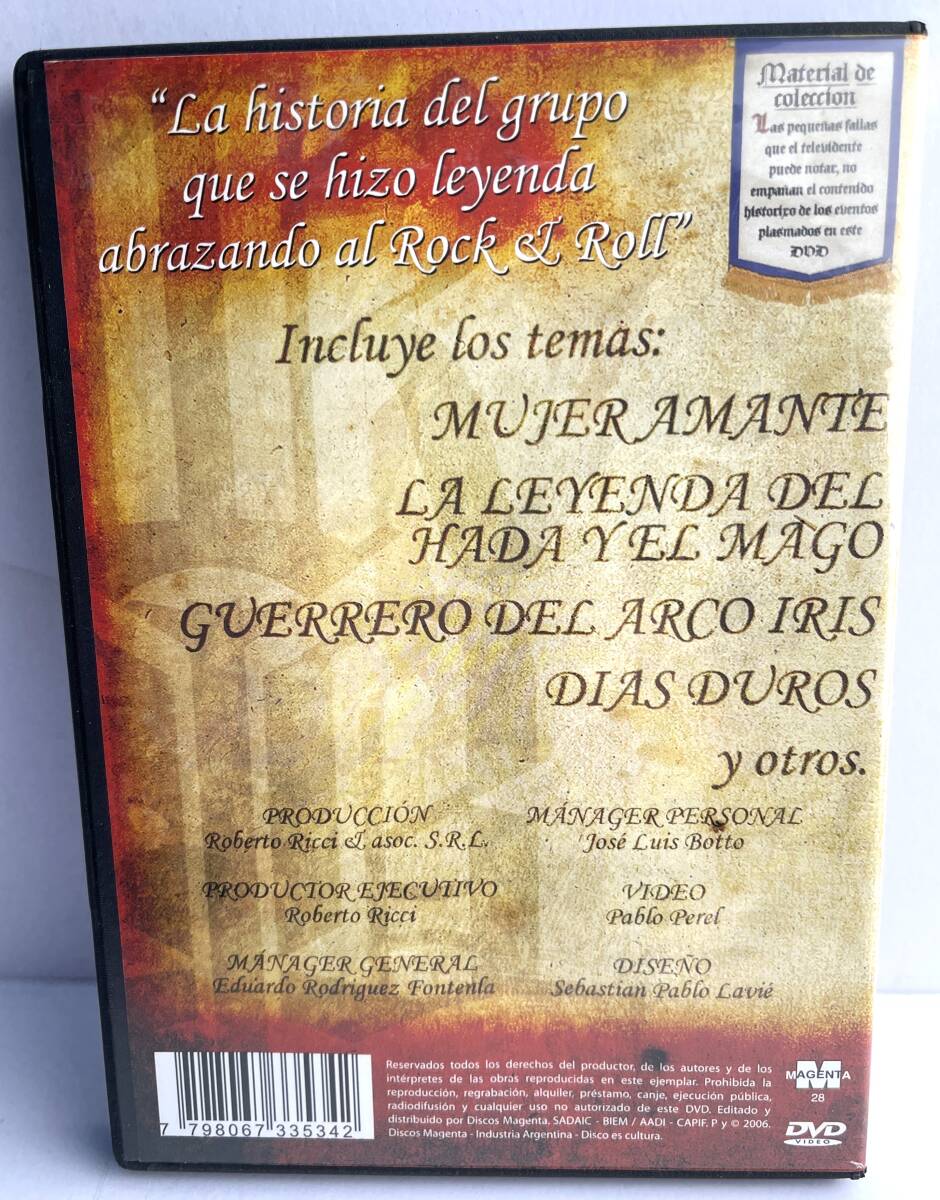 “La historia del grupo
que se hizo leyenda
abrazando al Rock & Roll”
Material de
coleccion
Las pequeñas fallas
que el televidente
puede notar, no
empañan el contenido
historico de los eventos
plasmados en este
DVD
Incluye los temas:
MUJER AMANTE
LA LEYENDA DEL
HADA Y EL MAGO
GUERRERO DEL ARCO IRIS
DIAS DUROS
y otros.
PRODUCCIÓN
Roberto Ricci & asoc. S.R.L.
MÁNAGER PERSONAL
José Luis Botto
PRODUCTOR EJECUTIVO
Roberto Ricci
VIDEO
Pablo Perel
MÁNAGER GENERAL
Eduardo Rodriguez Fontenla
DISEÑO
Sebastian Pablo Lavié
7 798067 335342
Reservados todos los derechos del productor, de los autores y de los
intérpretes de las obras reproducidas en este ejemplar. Prohibida la
reproducción, regrabación, alquiler, préstamo, canje, ejecución pública,
radiodifusión y cualquier uso no autorizado de este DVD. Editado y
distribuido por Discos Magenta. SADAIC - BIEM / AADI - CAPIF. P y © 2006.
Discos Magenta - Industria Argentina - Disco es cultura.
M
MAGENTA
28
DVD
VIDEO